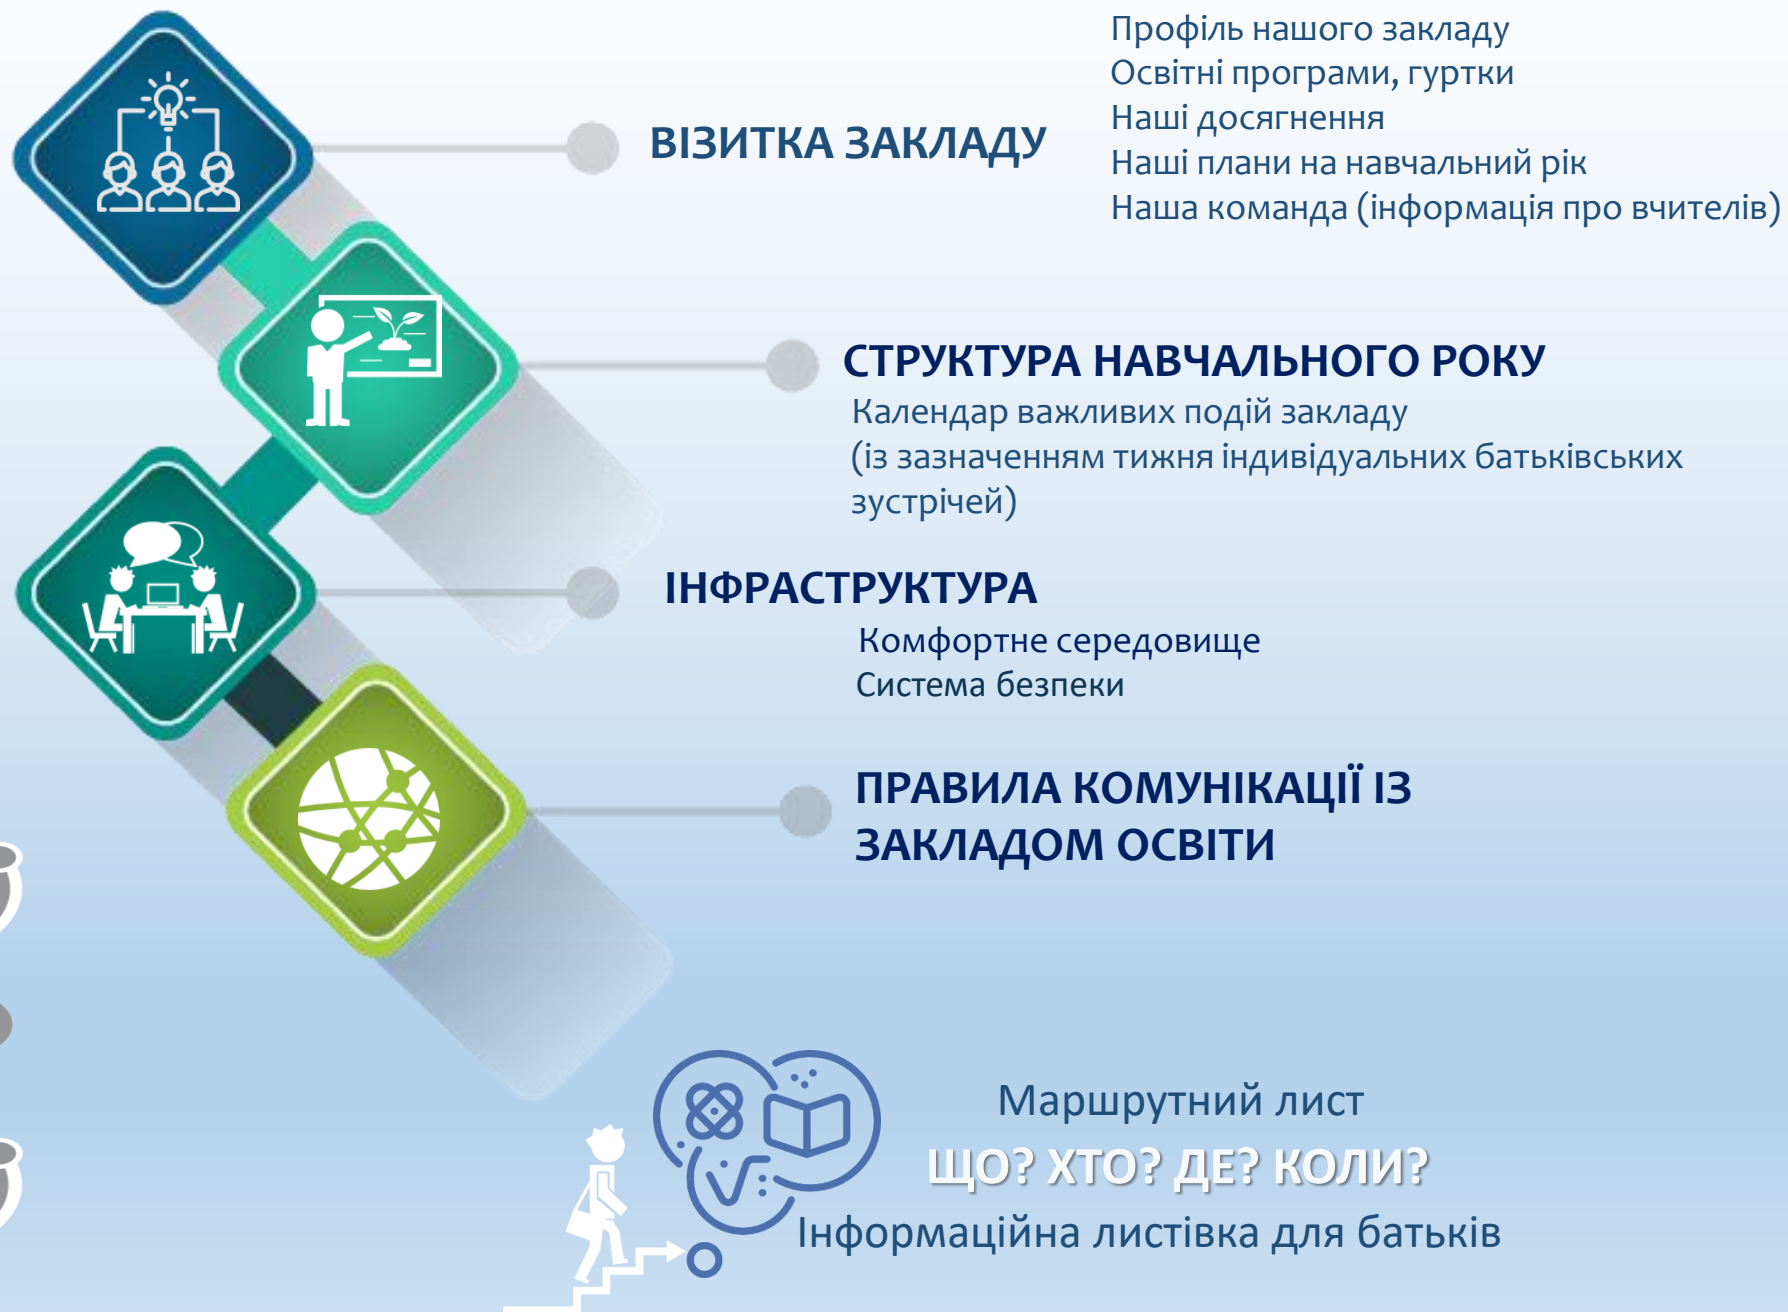 Профіль нашого закладу
Освітні програми, гуртки
Наші досягнення
Наші плани на навчальний рік
Наша команда (інформація про вчителів)
ВІЗИТКА ЗАКЛАДУ
СТРУКТУРА НАВЧАЛЬНОГО РОКУ
Календар важливих подій закладу
(із зазначенням тижня індивідуальних батьківських
зустрічей)
ІНФРАСТРУКТУРА
Комфортне середовище
Система безпеки
ПРАВИЛА КОМУНІКАЦІЇ ІЗ
ЗАКЛАДОМ ОСВІТИ
Маршрутний лист
ЩО? ХТО? ДЕ? КОЛИ?
Інформаційна листівка для батьків